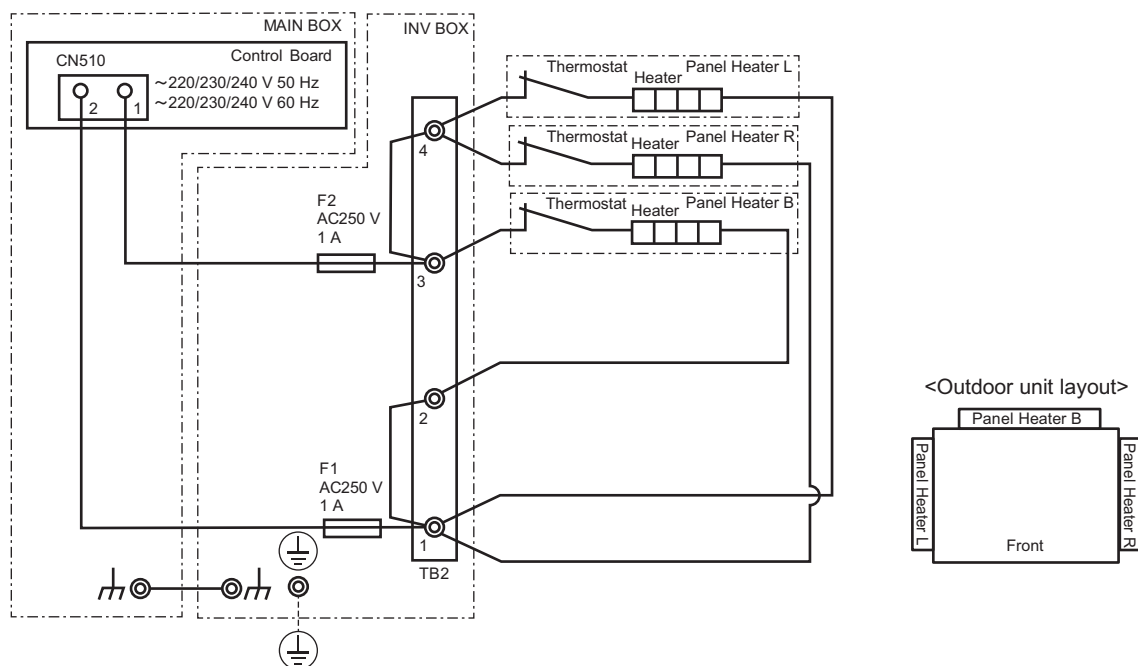 MAIN BOX
INV BOX
Control Board
CN510
~220/230/240 V 50 Hz
~220/230/240 V 60 Hz
2
1
Thermostat
Heater
Panel Heater L
4
Thermostat
Heater
Panel Heater R
Thermostat
Heater
Panel Heater B
F2
AC250 V
1 A
3
2
F1
AC250 V
1 A
1
TB2
<Outdoor unit layout>
Panel Heater B
Panel Heater L
Panel Heater R
Front